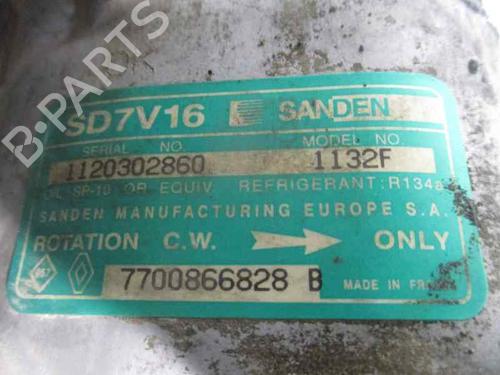 B-PARTS
SD7V16 SANDEN
SERIAL NO. MODEL NO.
1120302860 1132F
OIL SP-10 OR EQUIV. REFRIGERANT: R134a
SANDEN MANUFACTURING EUROPE S.A.
ROTATION C.W. ONLY
7700866828 B
MADE IN FRANCE